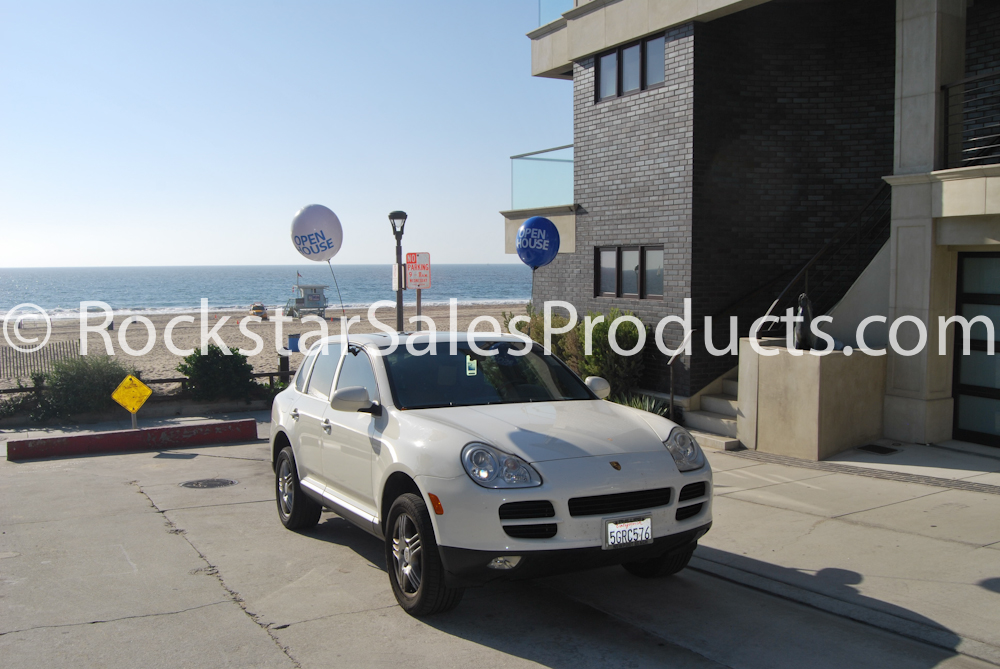 OPEN
HOUSE
OPEN
HOUSE
NO
PARKING
© RockstarSalesProducts.com
5GRC576